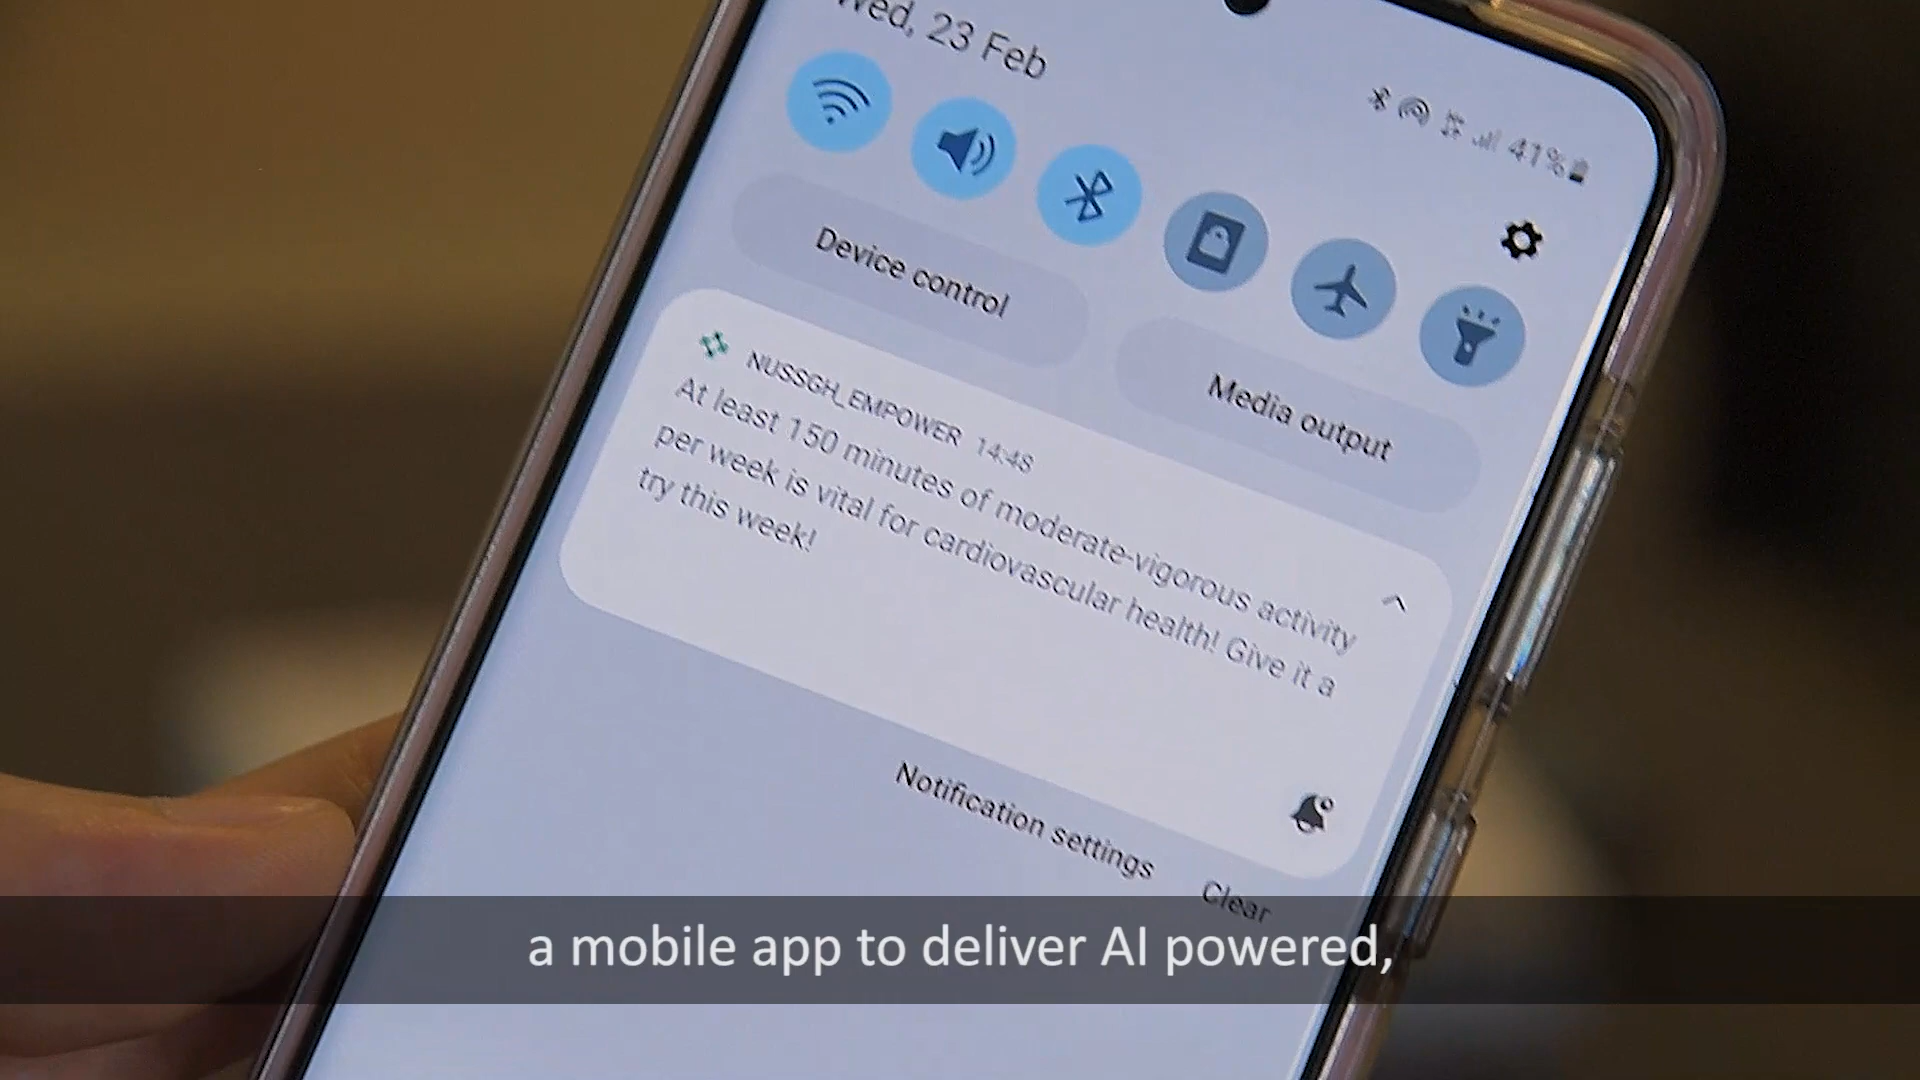 Wed, 23 Feb
41%
Device control
Media output
NUSSGH_EMPOWER 14:48
At least 150 minutes of moderate-vigorous activity
per week is vital for cardiovascular health! Give it a
try this week!
Notification settings
Clear
a mobile app to deliver AI powered,